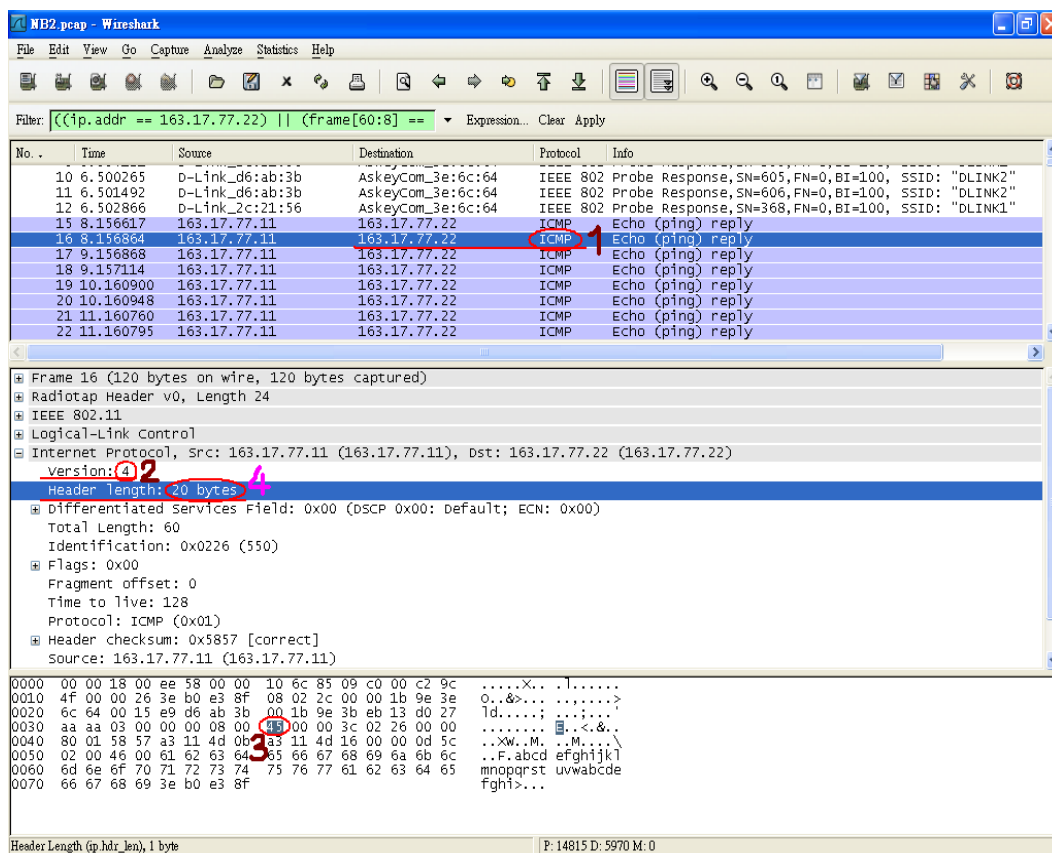 NB2.pcap - Wireshark
File Edit View Go Capture Analyze Statistics Help
Filter: ((ip.addr == 163.17.77.22) || (frame[60:8] == Expression... Clear Apply
No. . Time Source Destination Protocol Info
10 6.500265 D-Link_d6:ab:3b AskeyCom_3e:6c:64 IEEE 802 Probe Response,SN=605,FN=0,BI=100, SSID: "DLINK2"
11 6.501492 D-Link_d6:ab:3b AskeyCom_3e:6c:64 IEEE 802 Probe Response,SN=606,FN=0,BI=100, SSID: "DLINK2"
12 6.502866 D-Link_2c:21:56 AskeyCom_3e:6c:64 IEEE 802 Probe Response,SN=368,FN=0,BI=100, SSID: "DLINK1"
15 8.156617 163.17.77.11 163.17.77.22 ICMP Echo (ping) reply
16 8.156864 163.17.77.11 163.17.77.22 ICMP 1 Echo (ping) reply
17 9.156868 163.17.77.11 163.17.77.22 ICMP Echo (ping) reply
18 9.157114 163.17.77.11 163.17.77.22 ICMP Echo (ping) reply
19 10.160900 163.17.77.11 163.17.77.22 ICMP Echo (ping) reply
20 10.160948 163.17.77.11 163.17.77.22 ICMP Echo (ping) reply
21 11.160760 163.17.77.11 163.17.77.22 ICMP Echo (ping) reply
22 11.160795 163.17.77.11 163.17.77.22 ICMP Echo (ping) reply
Frame 16 (120 bytes on wire, 120 bytes captured)
Radiotap Header v0, Length 24
IEEE 802.11
Logical-Link Control
Internet Protocol, Src: 163.17.77.11 (163.17.77.11), Dst: 163.17.77.22 (163.17.77.22)
Version: 4 2
Header length: 20 bytes 4
Differentiated Services Field: 0x00 (DSCP 0x00: Default; ECN: 0x00)
Total Length: 60
Identification: 0x0226 (550)
Flags: 0x00
Fragment offset: 0
Time to live: 128
Protocol: ICMP (0x01)
Header checksum: 0x5857 [correct]
Source: 163.17.77.11 (163.17.77.11)
0000 00 00 18 00 ee 58 00 00 10 6c 85 09 c0 00 c2 9c .....X.. .l......
0010 4f 00 00 26 3e b0 e3 8f 08 02 2c 00 00 1b 9e 3e O..&>... ..,....>
0020 6c 64 00 15 e9 d6 ab 3b 00 1b 9e 3b eb 13 d0 27 ld.....; ...;...'
0030 aa aa 03 00 00 00 08 00 45 00 00 3c 02 26 00 00 ........ E..<.&..
0040 80 01 58 57 a3 11 4d 0b a3 11 4d 16 00 00 0d 5c ..XW..M. ..M....\
0050 02 00 46 00 61 62 63 64 3 65 66 67 68 69 6a 6b 6c ..F.abcd efghijkl
0060 6d 6e 6f 70 71 72 73 74 75 76 77 61 62 63 64 65 mnopqrst uvwabcde
0070 66 67 68 69 3e b0 e3 8f fghi>...
Header Length (ip.hdr_len), 1 byte P: 14815 D: 5970 M: 0